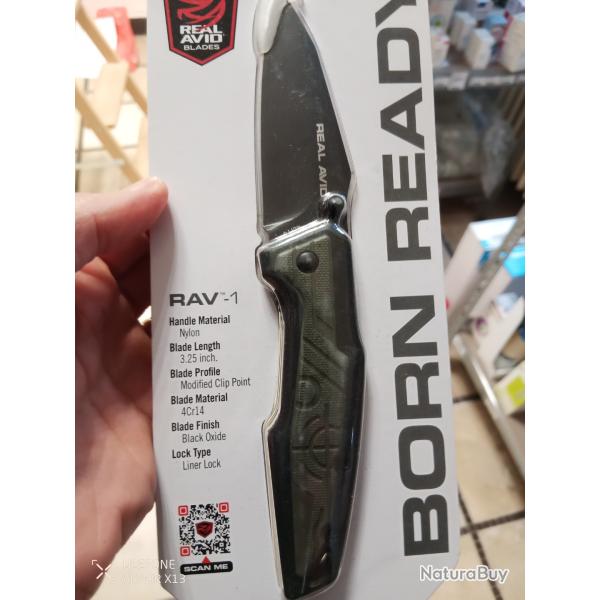 REAL
AVID
BLADES
REAL AVID
BORN READY
RAV™-1
Handle Material
Nylon
Blade Length
3.25 inch.
Blade Profile
Modified Clip Point
Blade Material
4Cr14
Blade Finish
Black Oxide
Lock Type
Liner Lock
SCAN ME
NaturaBuy